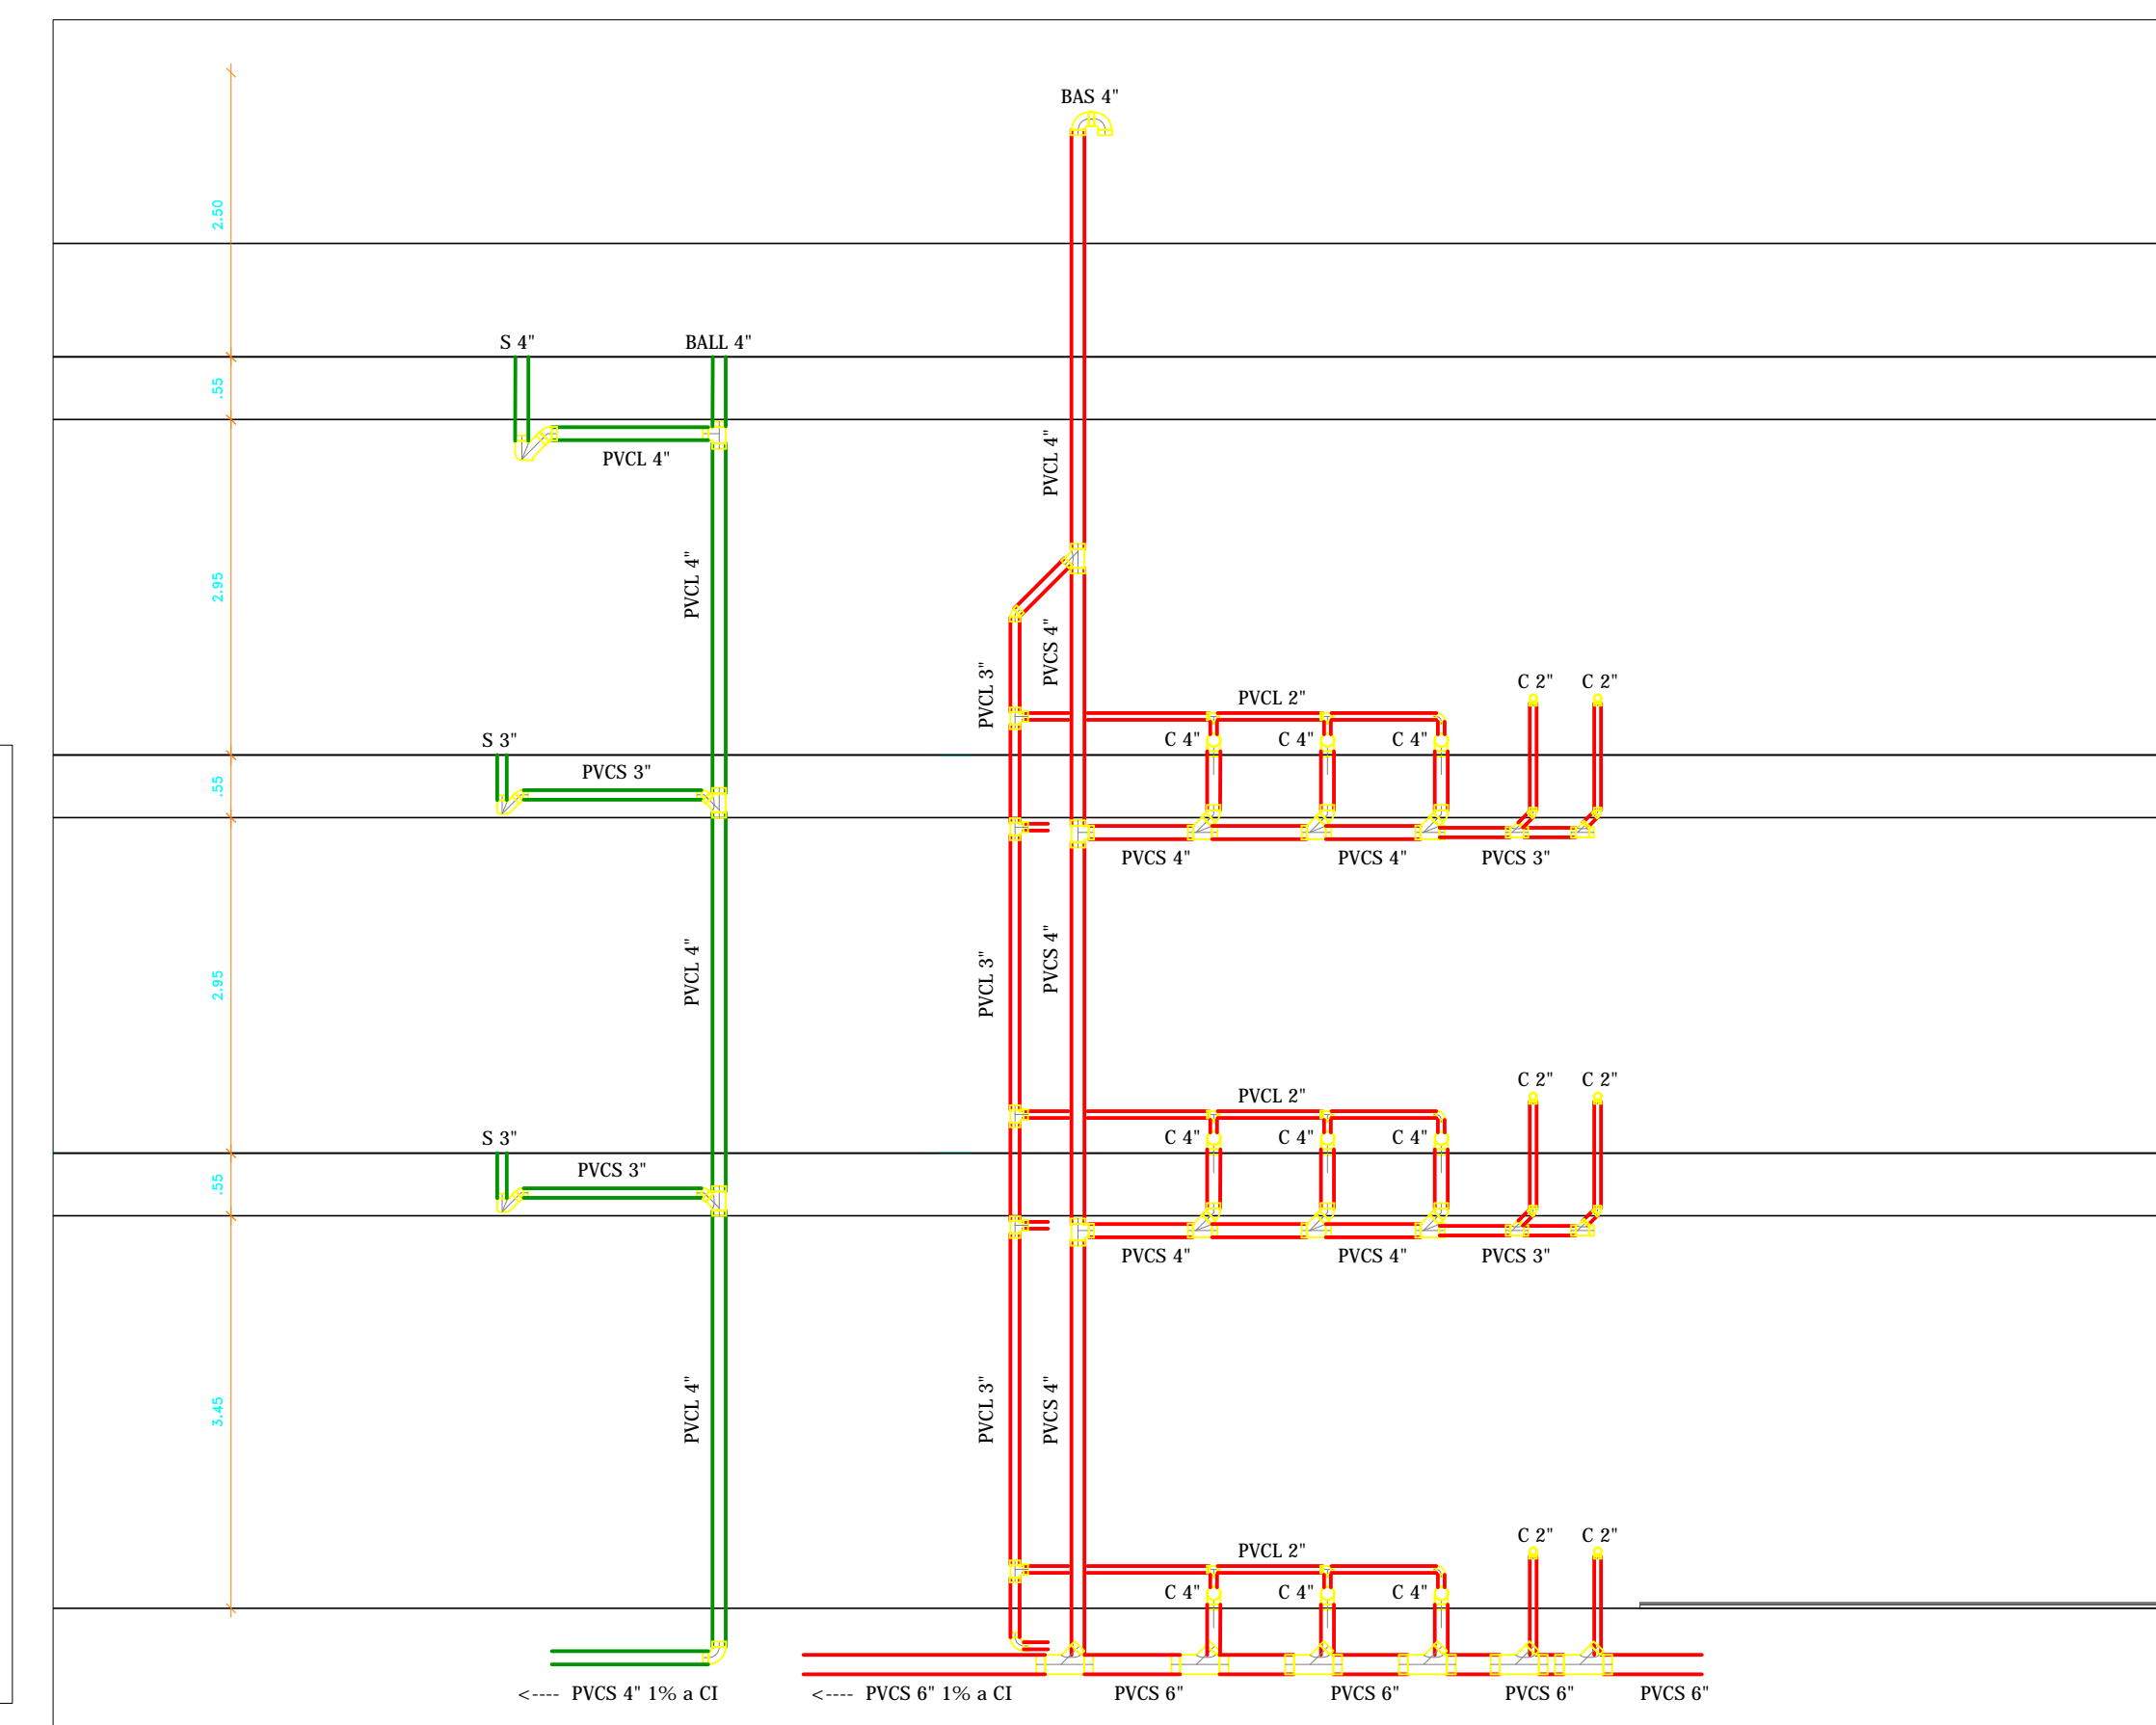 BAS 4"
2.50
S 4"
BALL 4"
.55
PVCL 4"
PVCL 4"
PVCL 4"
2.95
PVCS 4"
PVCL 3"
C 2"
C 2"
PVCL 2"
S 3"
C 4"
C 4"
C 4"
PVCS 3"
.55
PVCS 4"
PVCS 4"
PVCS 3"
2.95
PVCL 4"
PVCL 3"
PVCS 4"
C 2"
C 2"
PVCL 2"
S 3"
C 4"
C 4"
C 4"
PVCS 3"
.55
PVCS 4"
PVCS 4"
PVCS 3"
3.45
PVCL 4"
PVCL 3"
PVCS 4"
C 2"
C 2"
PVCL 2"
C 4"
C 4"
C 4"
<---- PVCS 4" 1% a CI
<---- PVCS 6" 1% a CI
PVCS 6"
PVCS 6"
PVCS 6"
PVCS 6"